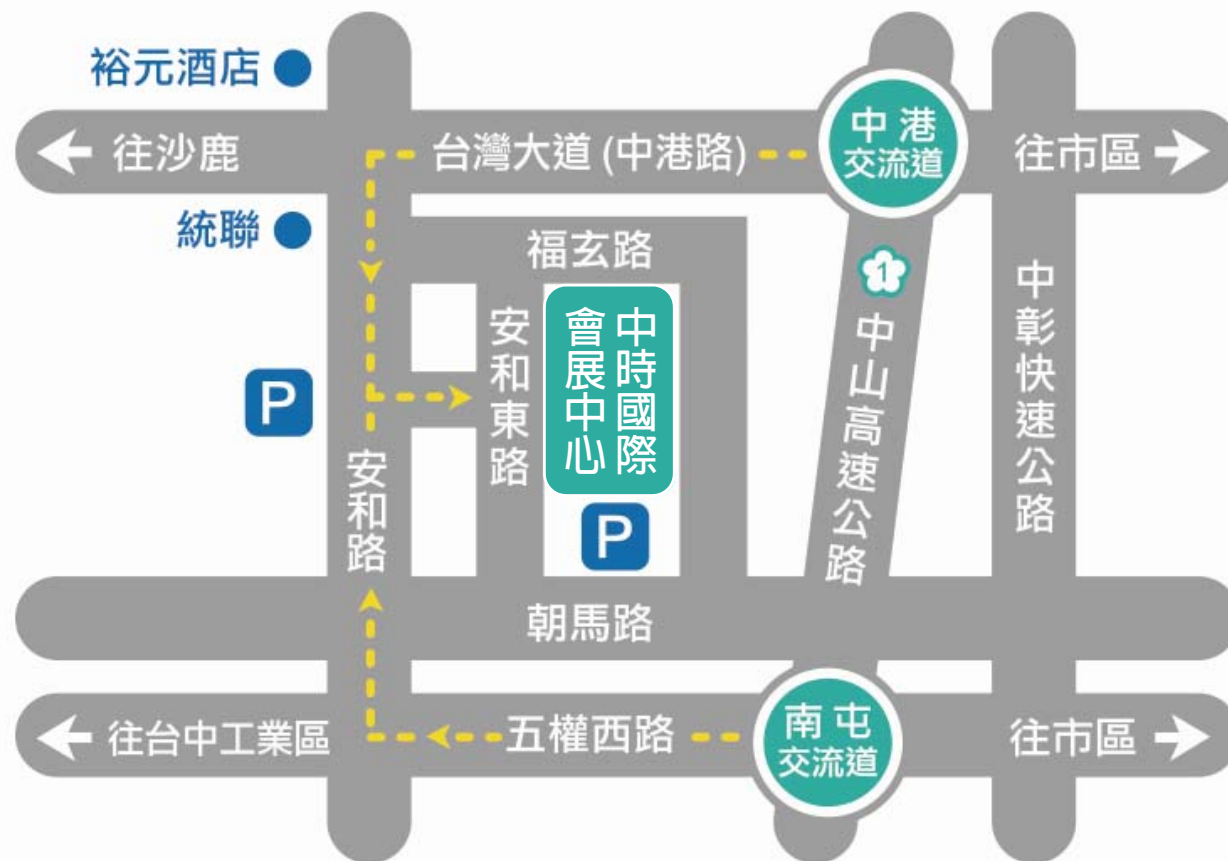 裕元酒店
往沙鹿
台灣大道 (中港路)
中港
交流道
往市區
統聯
福玄路
1
中時國際
會展中心
安和東路
中山高速公路
中彰快速公路
P
安和路
P
朝馬路
往台中工業區
五權西路
南屯
交流道
往市區